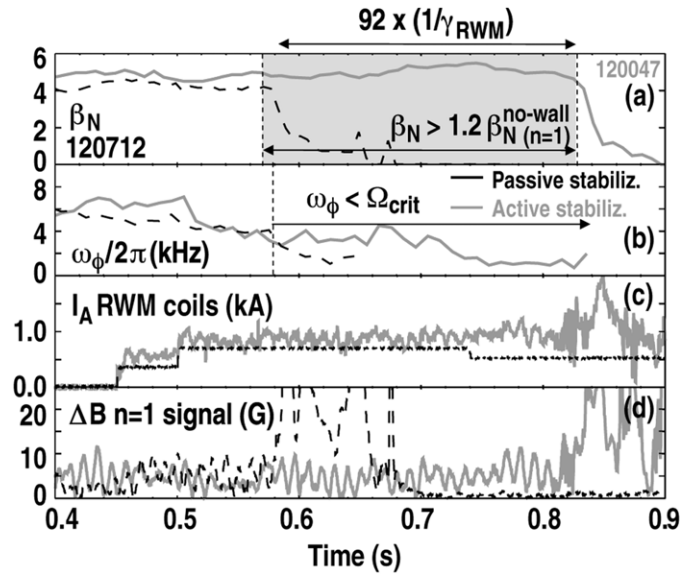 92 x (1/γRWM)
6
4
2
0
βN
120712
120047
(a)
βN > 1.2 βN no-wall (n=1)
8
4
0
Passive stabiliz.
Active stabiliz.
ωϕ < Ωcrit
ωϕ/2π (kHz)
(b)
IA RWM coils (kA)
(c)
1.0
0.0
ΔB n=1 signal (G)
(d)
20
10
0
0.4 0.5 0.6 0.7 0.8 0.9
Time (s)